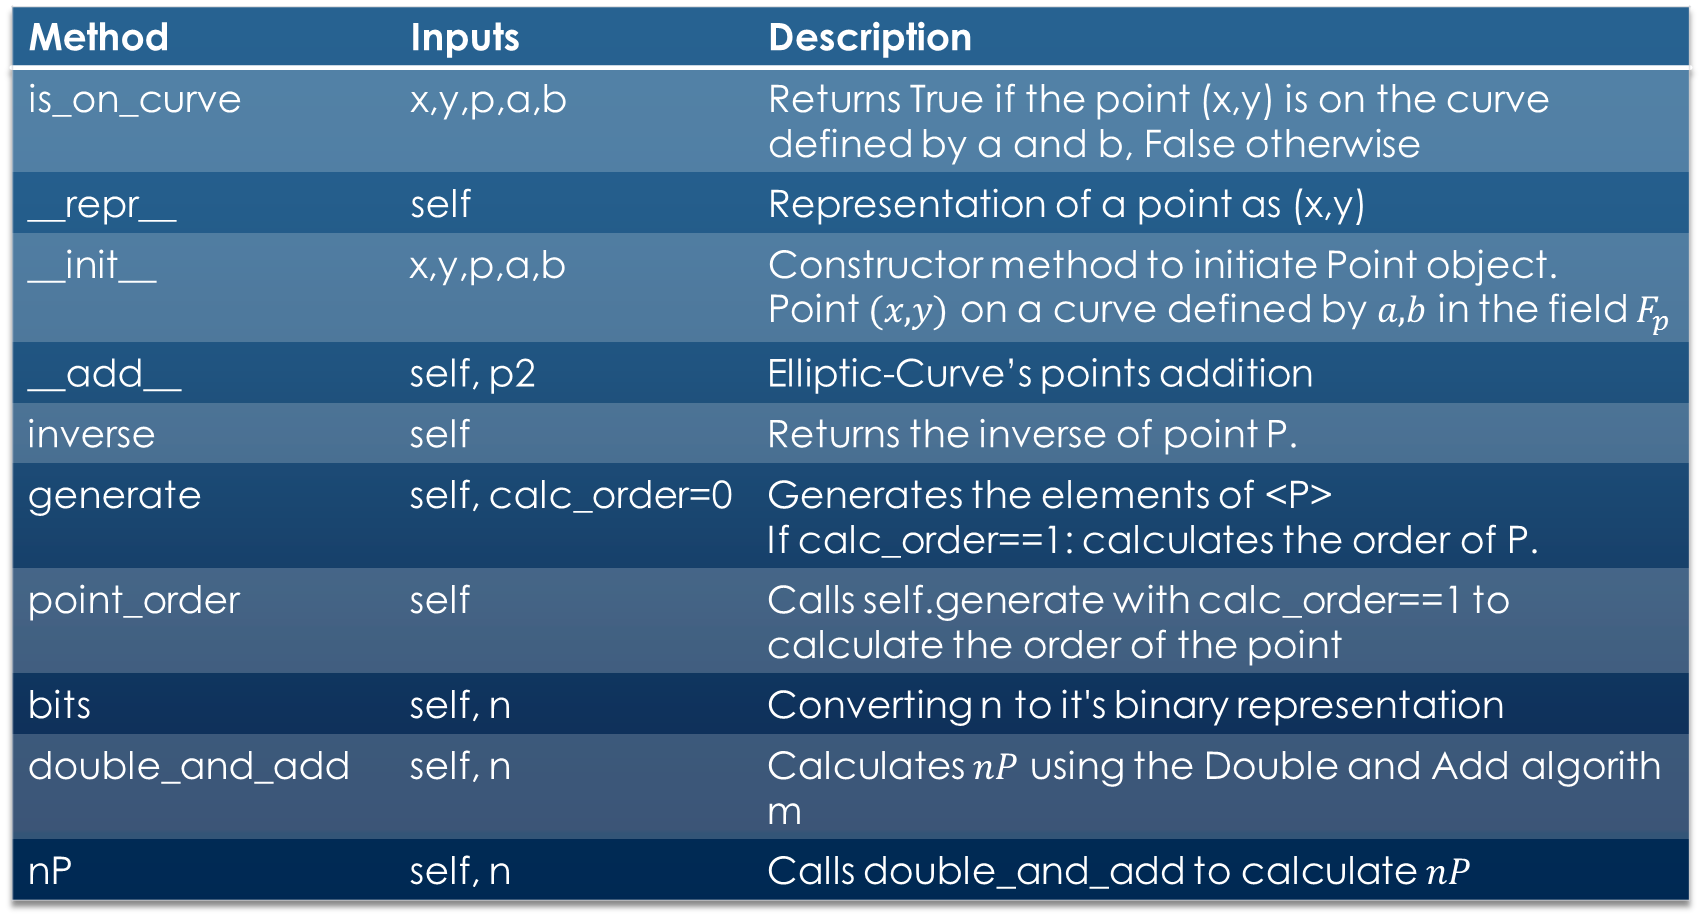 Method Inputs Description
is_on_curve x,y,p,a,b Returns True if the point (x,y) is on the curve
defined by a and b, False otherwise
__repr__ self Representation of a point as (x,y)
__init__ x,y,p,a,b Constructor method to initiate Point object.
Point (x,y) on a curve defined by a,b in the field Fp
__add__ self, p2 Elliptic-Curve’s points addition
inverse self Returns the inverse of point P.
generate self, calc_order=0 Generates the elements of <P>
If calc_order==1: calculates the order of P.
point_order self Calls self.generate with calc_order==1 to
calculate the order of the point
bits self, n Converting n to it's binary representation
double_and_add self, n Calculates nP using the Double and Add algorith
m
nP self, n Calls double_and_add to calculate nP